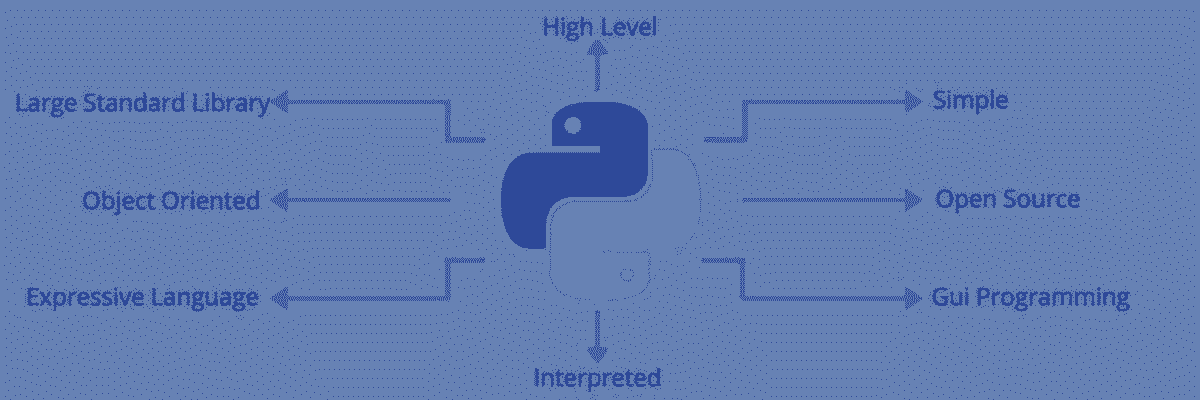 High Level
Large Standard Library
Simple
Object Oriented
Open Source
Expressive Language
Gui Programming
Interpreted